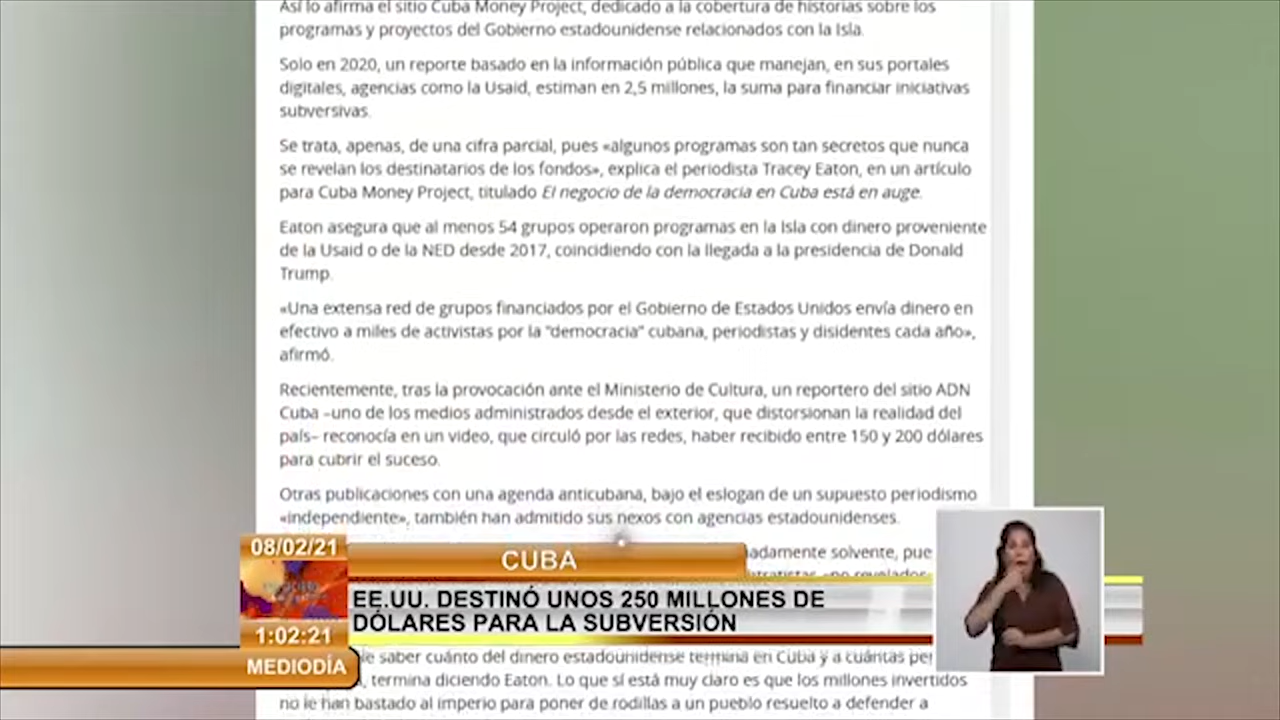 Así lo afirma el sitio Cuba Money Project, dedicado a la cobertura de historias sobre los
programas y proyectos del Gobierno estadounidense relacionados con la Isla.
Solo en 2020, un reporte basado en la información pública que manejan, en sus portales
digitales, agencias como la Usaid, estiman en 2,5 millones, la suma para financiar iniciativas
subversivas.
Se trata, apenas, de una cifra parcial, pues «algunos programas son tan secretos que nunca
se revelan los destinatarios de los fondos», explica el periodista Tracey Eaton, en un artículo
para Cuba Money Project, titulado El negocio de la democracia en Cuba está en auge.
Eaton asegura que al menos 54 grupos operaron programas en la Isla con dinero proveniente
de la Usaid o de la NED desde 2017, coincidiendo con la llegada a la presidencia de Donald
Trump.
«Una extensa red de grupos financiados por el Gobierno de Estados Unidos envía dinero en
efectivo a miles de activistas por la "democracia" cubana, periodistas y disidentes cada año»,
afirmó.
Recientemente, tras la provocación ante el Ministerio de Cultura, un reportero del sitio ADN
Cuba –uno de los medios administrados desde el exterior, que distorsionan la realidad del
país– reconocía en un video, que circuló por las redes, haber recibido entre 150 y 200 dólares
para cubrir el suceso.
Otras publicaciones con una agenda anticubana, bajo el eslogan de un supuesto periodismo
«independiente», también han admitido sus nexos con agencias estadounidenses.
adamente solvente, pue
08/02/21
CUBA
EE.UU. DESTINÓ UNOS 250 MILLONES DE
DÓLARES PARA LA SUBVERSIÓN
1:02:21
MEDIODÍA
de saber cuánto del dinero estadounidense termina en Cuba y a cuántas per
, termina diciendo Eaton. Lo que sí está muy claro es que los millones invertidos
no le han bastado al imperio para poner de rodillas a un pueblo resuelto a defender a